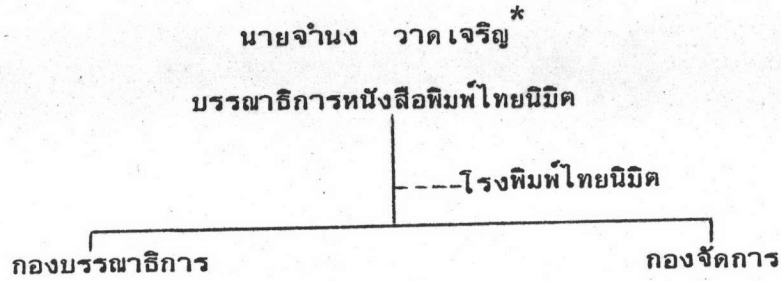 นายจำนง วาดเจริญ*
บรรณาธิการหนังสือพิมพ์ไทยนิมิต
โรงพิมพ์ไทยนิมิต
กองบรรณาธิการ กองจัดการ